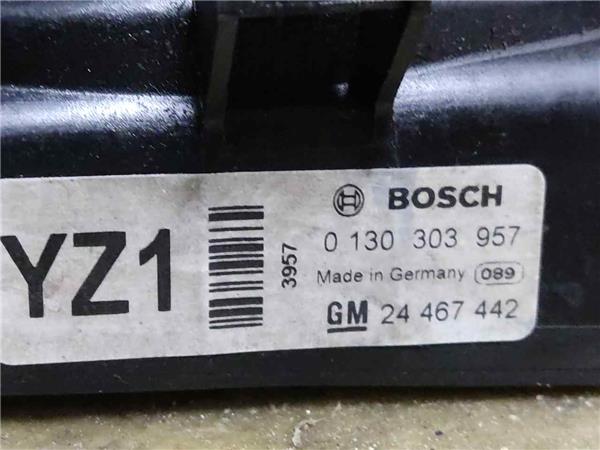 YZ1
3957
BOSCH
0 130 303 957
Made in Germany 089
GM 24 467 442